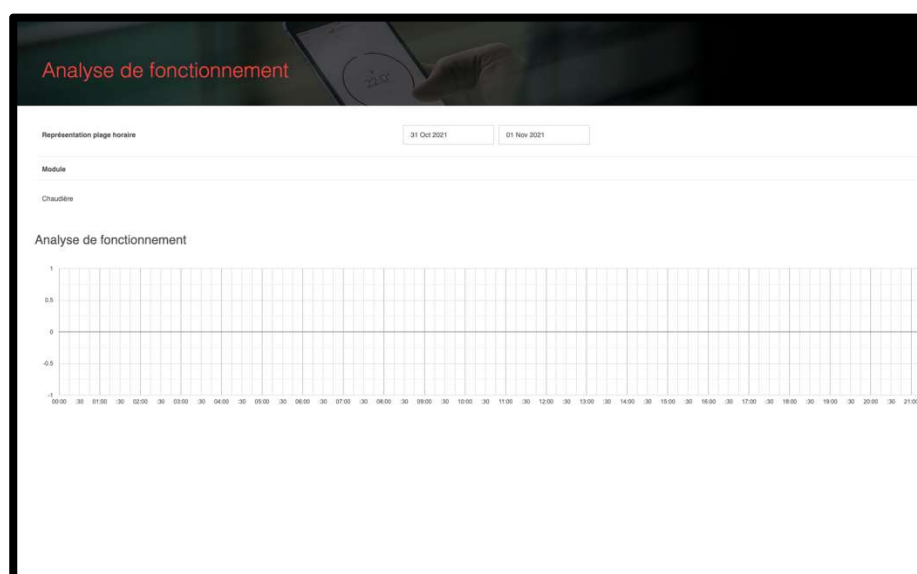 Analyse de fonctionnement
22.0°
Représentation plage horaire 31 Oct 2021 01 Nov 2021
Module
Chaudière
Analyse de fonctionnement
1
0.5
0
-0.5
-1
00:00 :30 01:00 :30 02:00 :30 03:00 :30 04:00 :30 05:00 :30 06:00 :30 07:00 :30 08:00 :30 09:00 :30 10:00 :30 11:00 :30 12:00 :30 13:00 :30 14:00 :30 15:00 :30 16:00 :30 17:00 :30 18:00 :30 19:00 :30 20:00 :30 21:00